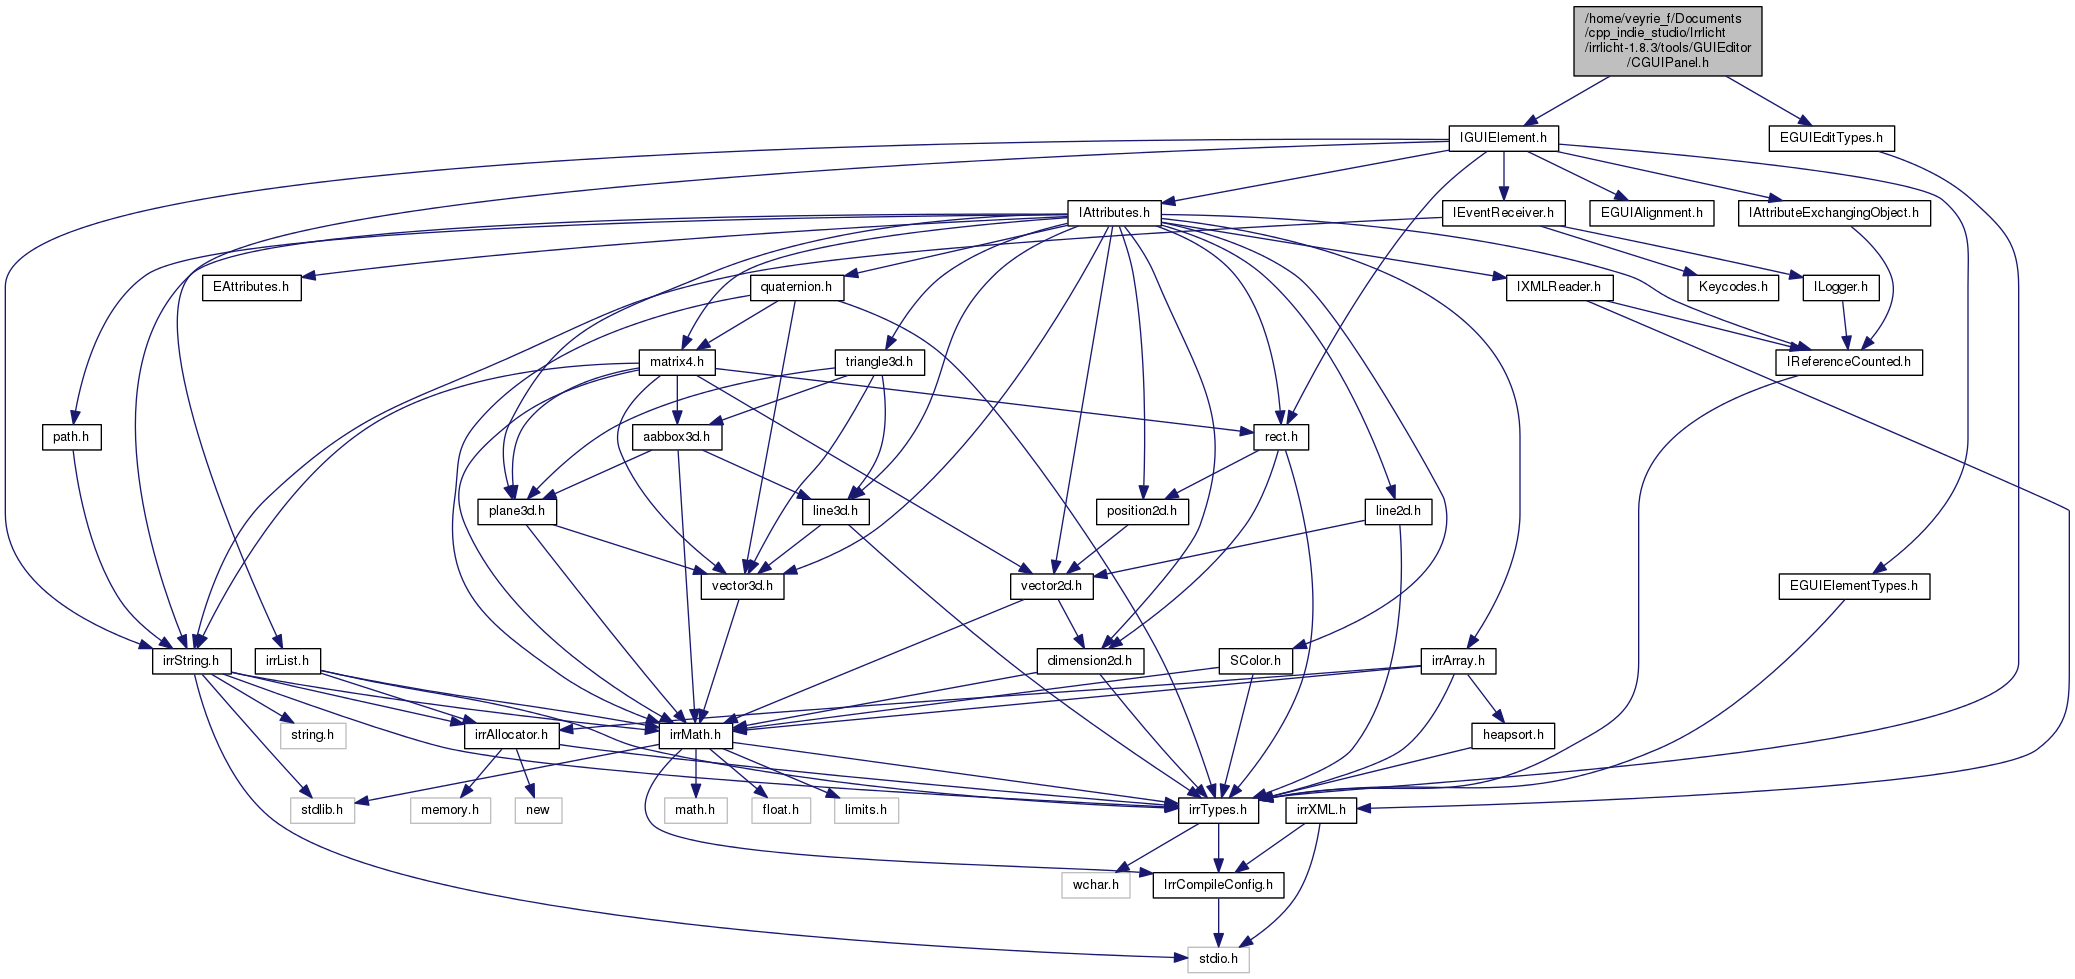 /home/veyrie_f/Documents
/cpp_indie_studio/Irrlicht
/irrlicht-1.8.3/tools/GUIEditor
/CGUIPanel.h
IGUIElement.h
EGUIEditTypes.h
IAttributes.h
IEventReceiver.h
EGUIAlignment.h
IAttributeExchangingObject.h
EAttributes.h
quaternion.h
IXMLReader.h
Keycodes.h
ILogger.h
matrix4.h
triangle3d.h
IReferenceCounted.h
path.h
aabbox3d.h
rect.h
plane3d.h
line3d.h
position2d.h
line2d.h
vector3d.h
vector2d.h
EGUIElementTypes.h
irrString.h
irrList.h
dimension2d.h
SColor.h
irrArray.h
string.h
irrAllocator.h
irrMath.h
heapsort.h
stdlib.h
memory.h
new
math.h
float.h
limits.h
irrTypes.h
irrXML.h
wchar.h
IrrCompileConfig.h
stdio.h